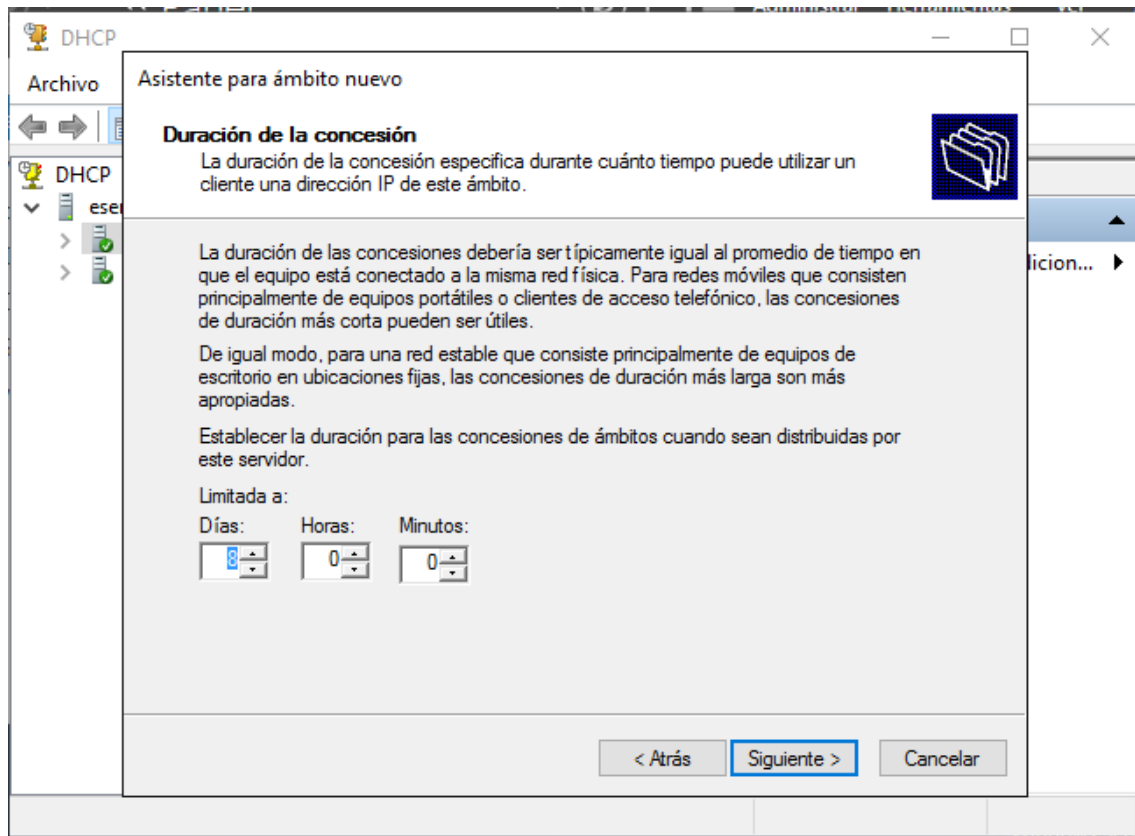 DHCP
Archivo
Asistente para ámbito nuevo
Duración de la concesión
La duración de la concesión especifica durante cuánto tiempo puede utilizar un
cliente una dirección IP de este ámbito.
DHCP
La duración de las concesiones debería ser típicamente igual al promedio de tiempo en
que el equipo está conectado a la misma red física. Para redes móviles que consisten
principalmente de equipos portátiles o clientes de acceso telefónico, las concesiones
de duración más corta pueden ser útiles.
De igual modo, para una red estable que consiste principalmente de equipos de
escritorio en ubicaciones fijas, las concesiones de duración más larga son más
apropiadas.
Establecer la duración para las concesiones de ámbitos cuando sean distribuidas por
este servidor.
Limitada a:
Días: Horas: Minutos:
8 0 0
< Atrás Siguiente > Cancelar